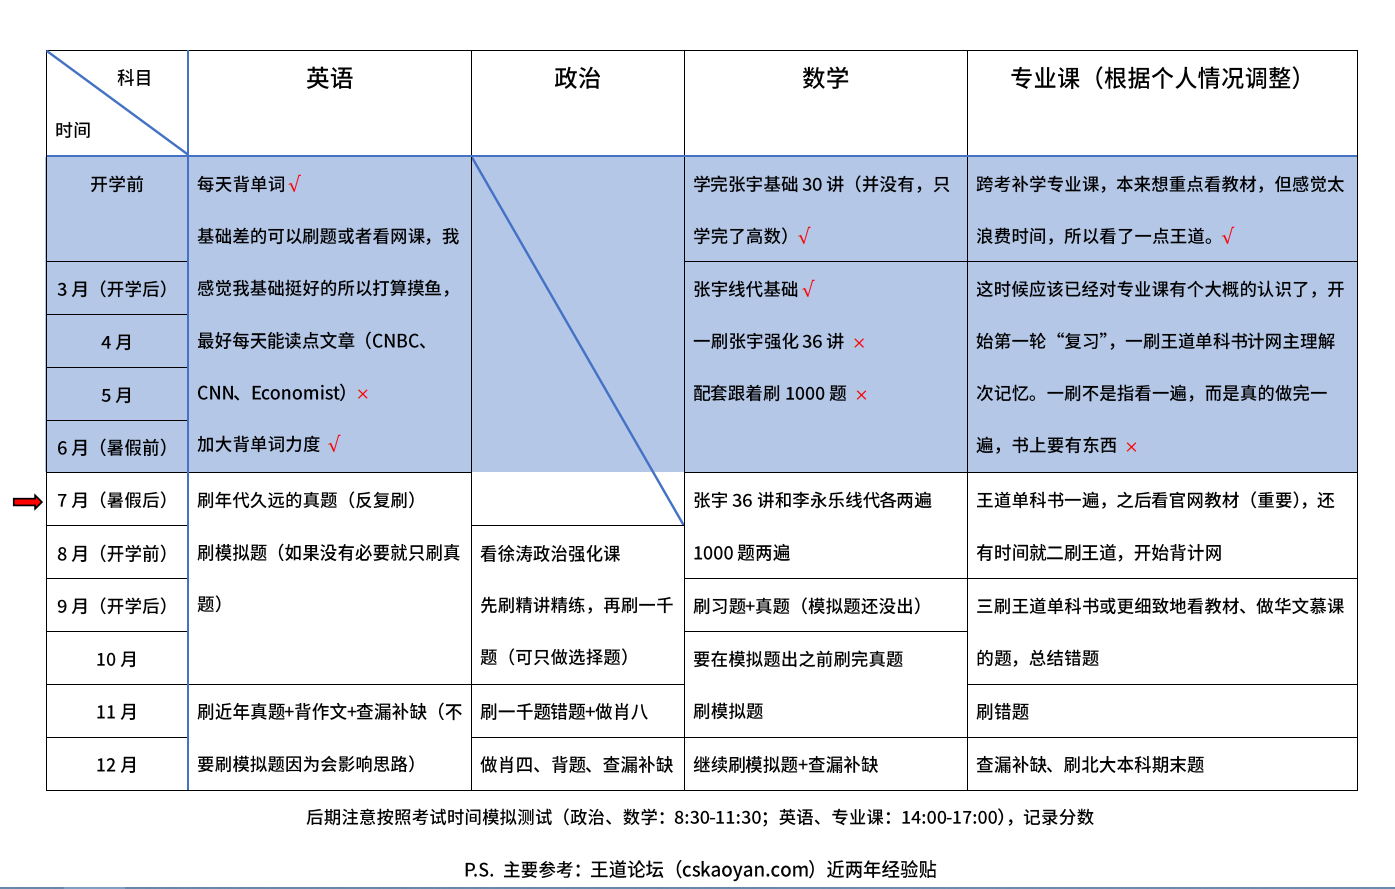 科目
时间
英语
政治
数学
专业课（根据个人情况调整）
开学前
3 月（开学后）
4 月
5 月
6 月（暑假前）
7 月（暑假后）
8 月（开学前）
9 月（开学后）
10 月
11 月
12 月
每天背单词√
基础差的可以刷题或者看网课，我
感觉我基础挺好的所以打算摸鱼，
最好每天能读点文章（CNBC、
CNN、Economist）×
加大背单词力度 √
刷年代久远的真题（反复刷）
刷模拟题（如果没有必要就只刷真
题）
刷近年真题+背作文+查漏补缺（不
要刷模拟题因为会影响思路）
看徐涛政治强化课
先刷精讲精练，再刷一千
题（可只做选择题）
刷一千题错题+做肖八
做肖四、背题、查漏补缺
学完张宇基础 30 讲（并没有，只
学完了高数）√
张宇线代基础√
一刷张宇强化 36 讲 ×
配套跟着刷 1000 题 ×
张宇 36 讲和李永乐线代各两遍
1000 题两遍
刷习题+真题（模拟题还没出）
要在模拟题出之前刷完真题
刷模拟题
继续刷模拟题+查漏补缺
跨考补学专业课，本来想重点看教材，但感觉太
浪费时间，所以看了一点王道。√
这时候应该已经对专业课有个大概的认识了，开
始第一轮“复习”，一刷王道单科书计网主理解
次记忆。一刷不是指看一遍，而是真的做完一
遍，书上要有东西 ×
王道单科书一遍，之后看官网教材（重要），还
有时间就二刷王道，开始背计网
三刷王道单科书或更细致地看教材、做华文慕课
的题，总结错题
刷错题
查漏补缺、刷北大本科期末题
后期注意按照考试时间模拟测试（政治、数学：8:30-11:30；英语、专业课：14:00-17:00），记录分数
P.S. 主要参考：王道论坛（cskaoyan.com）近两年经验贴